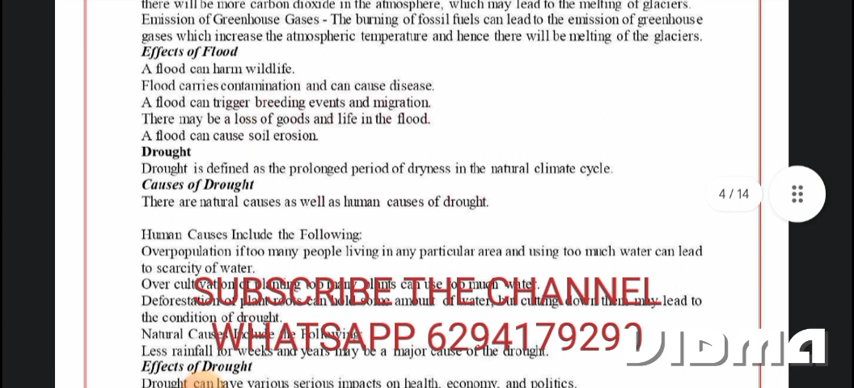 there will be more carbon dioxide in the atmosphere, which may lead to the melting of glaciers.
Emission of Greenhouse Gases - The burning of fossil fuels can lead to the emission of greenhouse
gases which increase the atmospheric temperature and hence there will be melting of the glaciers.
Effects of Flood
A flood can harm wildlife.
Flood carries contamination and can cause disease.
A flood can trigger breeding events and migration.
There may be a loss of goods and life in the flood.
A flood can cause soil erosion.
Drought
Drought is defined as the prolonged period of dryness in the natural climate cycle.
4 / 14
Causes of Drought
There are natural causes as well as human causes of drought.
Human Causes Include the Following:
Overpopulation if too many people living in any particular area and using too much water can lead
to scarcity of water.
Over cultivation or planting too many plants can use too much water.
SUBSCRIBE THE CHANNEL
Deforestation of plant roots can hold some amount of water, but cutting down them may lead to
the condition of drought.
Natural Causes Include the Following:
WHATSAPP 6294179292
Less rainfall for weeks and years may be a major cause of the drought.
VIDMA
Effects of Drought
Drought can have various serious impacts on health, economy, and politics.